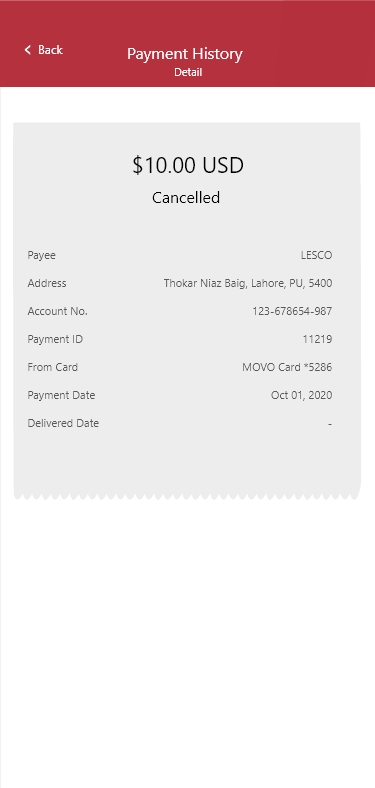 Back
Payment History
Detail
$10.00 USD
Cancelled
Payee LESCO
Address Thokar Niaz Baig, Lahore, PU, 5400
Account No. 123-678654-987
Payment ID 11219
From Card MOVO Card *5286
Payment Date Oct 01, 2020
Delivered Date -